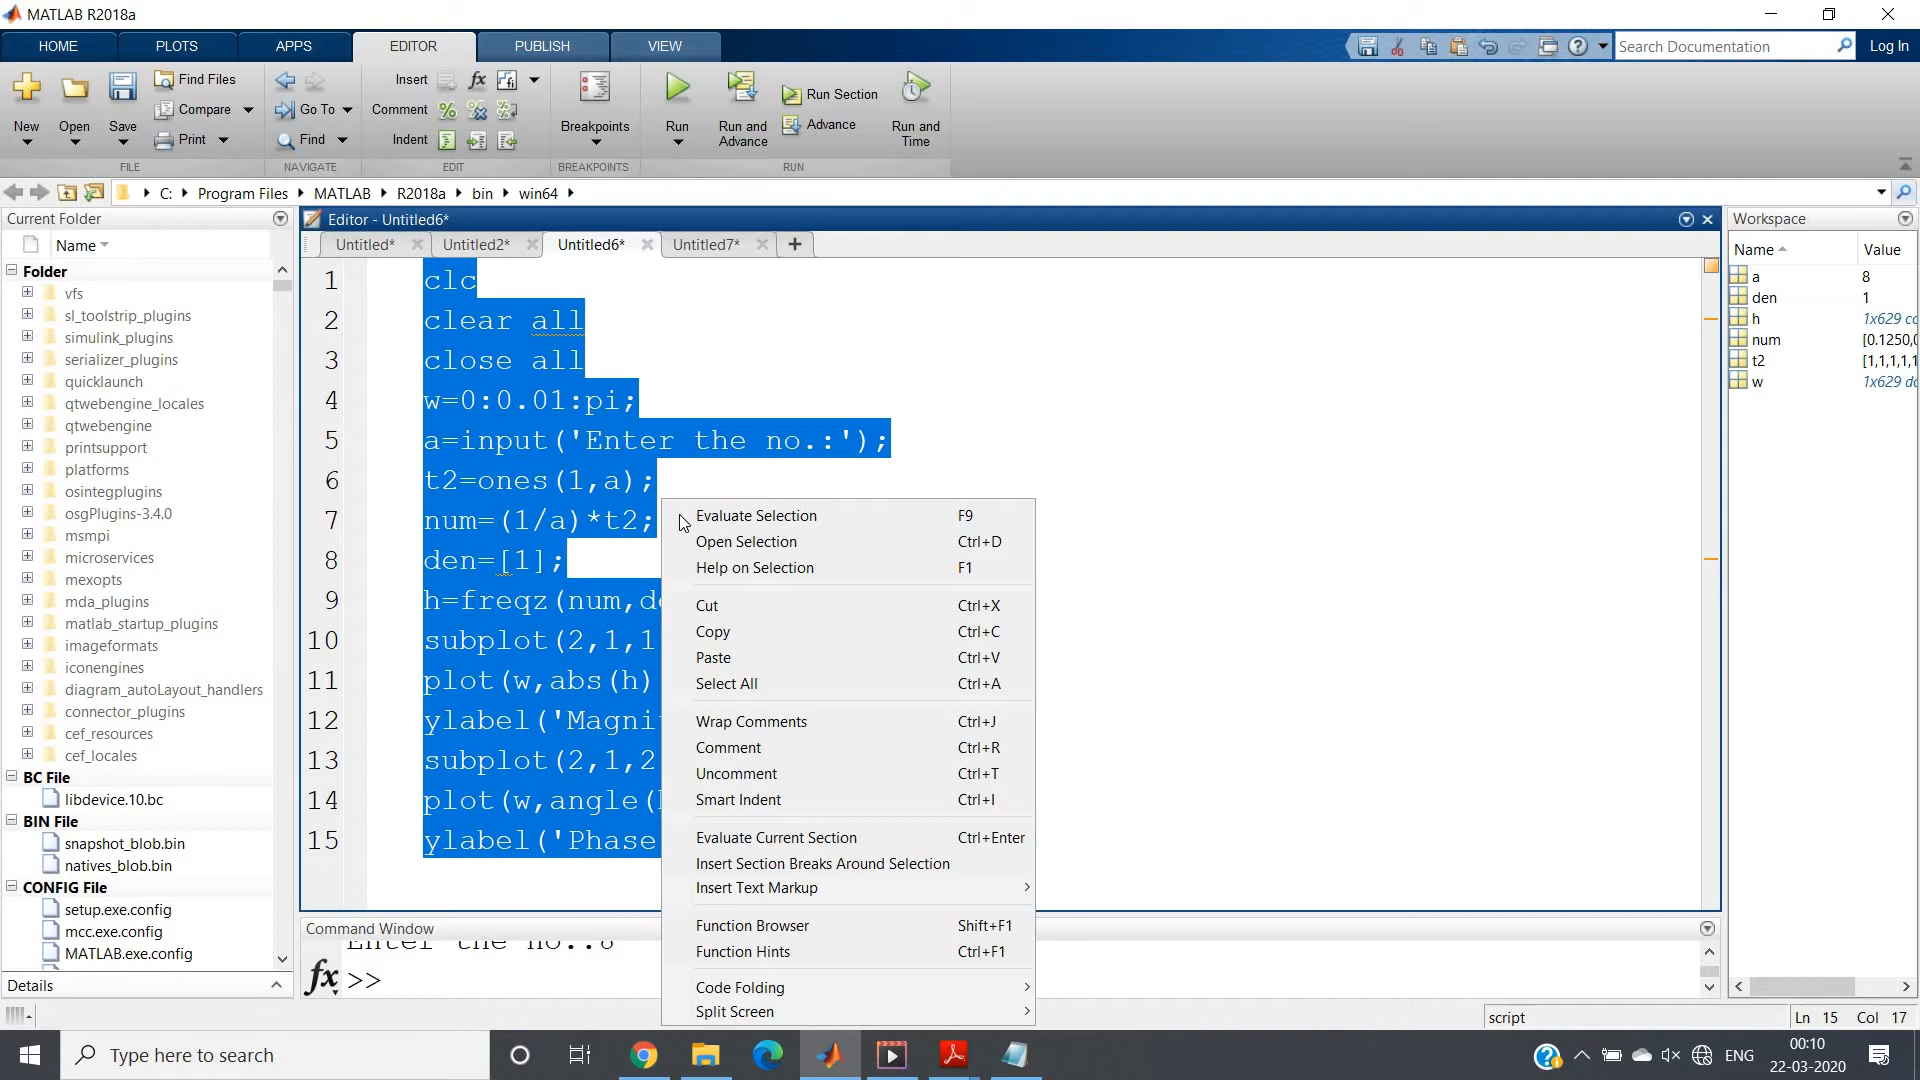 MATLAB R2018a
HOME PLOTS APPS EDITOR PUBLISH VIEW Search Documentation Log In
New Open Save Find Files Compare Print Go To Find Insert fx Comment Indent Breakpoints Run Run and Advance Run Section Advance Run and Time
FILE NAVIGATE EDIT BREAKPOINTS RUN
C: Program Files MATLAB R2018a bin win64
Current Folder
Name
Folder
vfs
sl_toolstrip_plugins
simulink_plugins
serializer_plugins
quicklaunch
qtwebengine_locales
qtwebengine
printsupport
platforms
osintegplugins
osgPlugins-3.4.0
msmpi
microservices
mexopts
mda_plugins
matlab_startup_plugins
imageformats
iconengines
diagram_autoLayout_handlers
connector_plugins
cef_resources
cef_locales
BC File
libdevice.10.bc
BIN File
snapshot_blob.bin
natives_blob.bin
CONFIG File
setup.exe.config
mcc.exe.config
MATLAB.exe.config
Details
Editor - Untitled6*
Untitled* Untitled2* Untitled6* Untitled7*
1 clc
2 clear all
3 close all
4 w=0:0.01:pi;
5 a=input('Enter the no.:');
6 t2=ones(1,a);
7 num=(1/a)*t2;
8 den=[1];
9 h=freqz(num,de
10 subplot(2,1,1
11 plot(w,abs(h)
12 ylabel('Magni
13 subplot(2,1,2
14 plot(w,angle(
15 ylabel('Phase
Evaluate Selection F9
Open Selection Ctrl+D
Help on Selection F1
Cut Ctrl+X
Copy Ctrl+C
Paste Ctrl+V
Select All Ctrl+A
Wrap Comments Ctrl+J
Comment Ctrl+R
Uncomment Ctrl+T
Smart Indent Ctrl+I
Evaluate Current Section Ctrl+Enter
Insert Section Breaks Around Selection
Insert Text Markup
Function Browser Shift+F1
Function Hints Ctrl+F1
Code Folding
Split Screen
Command Window
Enter the no.:8
fx >>
Workspace
Name Value
a 8
den 1
h 1x629 co
num [0.1250,0
t2 [1,1,1,1,1
w 1x629 do
script Ln 15 Col 17
Type here to search
ENG
00:10
22-03-2020